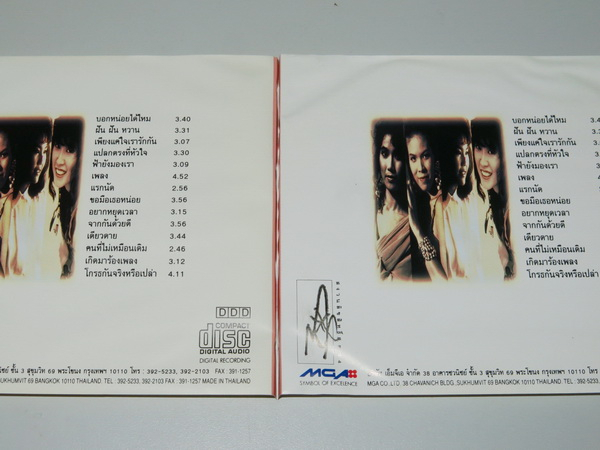 บอกหน่อยได้ไหม 3.40
ฝัน ฝัน หวาน 3.31
เพียงแค่ใจเรารักกัน 3.07
แปลกตรงที่หัวใจ 3.30
ฟ้ายังมองเรา 3.09
เพลง 4.52
แรกนัด 2.56
ขอมือเธอหน่อย 3.56
อยากหยุดเวลา 3.15
จากกันด้วยดี 3.56
เดียวดาย 3.44
คนที่ไม่เหมือนเดิม 2.46
เกิดมาร้องเพลง 3.12
โกรธกันจริงหรือเปล่า 4.11
DDD
COMPACT
disc
DIGITAL AUDIO
DIGITAL RECORDING
ชั้น 3 สุขุมวิท 69 พระโขนง กรุงเทพฯ 10110 โทร : 392-5233, 392-2103 FAX : 391-1257
SUKHUMVIT 69 BANGKOK 10110 THAILAND. TEL : 392-5233, 392-2103 FAX 391-1257 MADE IN THAILAND
บอกหน่อยได้ไหม
ฝัน ฝัน หวาน
เพียงแค่ใจเรารักกัน
แปลกตรงที่หัวใจ
ฟ้ายังมองเรา
เพลง
แรกนัด
ขอมือเธอหน่อย
อยากหยุดเวลา
จากกันด้วยดี
เดียวดาย
คนที่ไม่เหมือนเดิม
เกิดมาร้องเพลง
โกรธกันจริงหรือเปล่า
MGA
SYMBOL OF EXCELLENCE
เอ็มจีเอ จำกัด 38 อาคารชวนิชย์ ชั้น 3 สุขุมวิท 69 พระโขนง กรุงเทพฯ 10110 โทร
MGA CO.,LTD. 38 CHAVANICH BLDG., SUKHUMVIT 69 BANGKOK 10110 THAILAND. TEL : 392-5233,